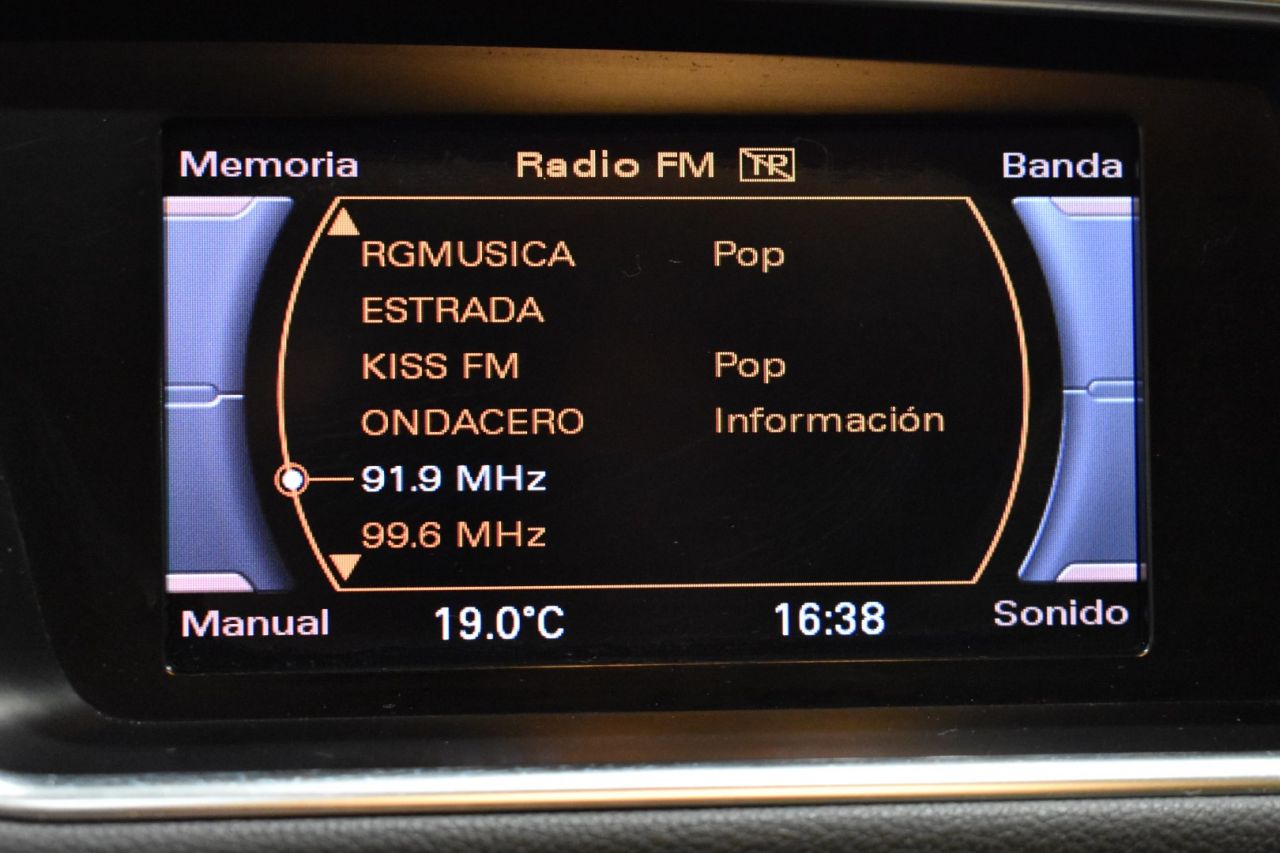 Memoria Radio FM TP Banda
RGMUSICA Pop
ESTRADA
KISS FM Pop
ONDACERO Información
91.9 MHz
99.6 MHz
Manual 19.0°C 16:38 Sonido